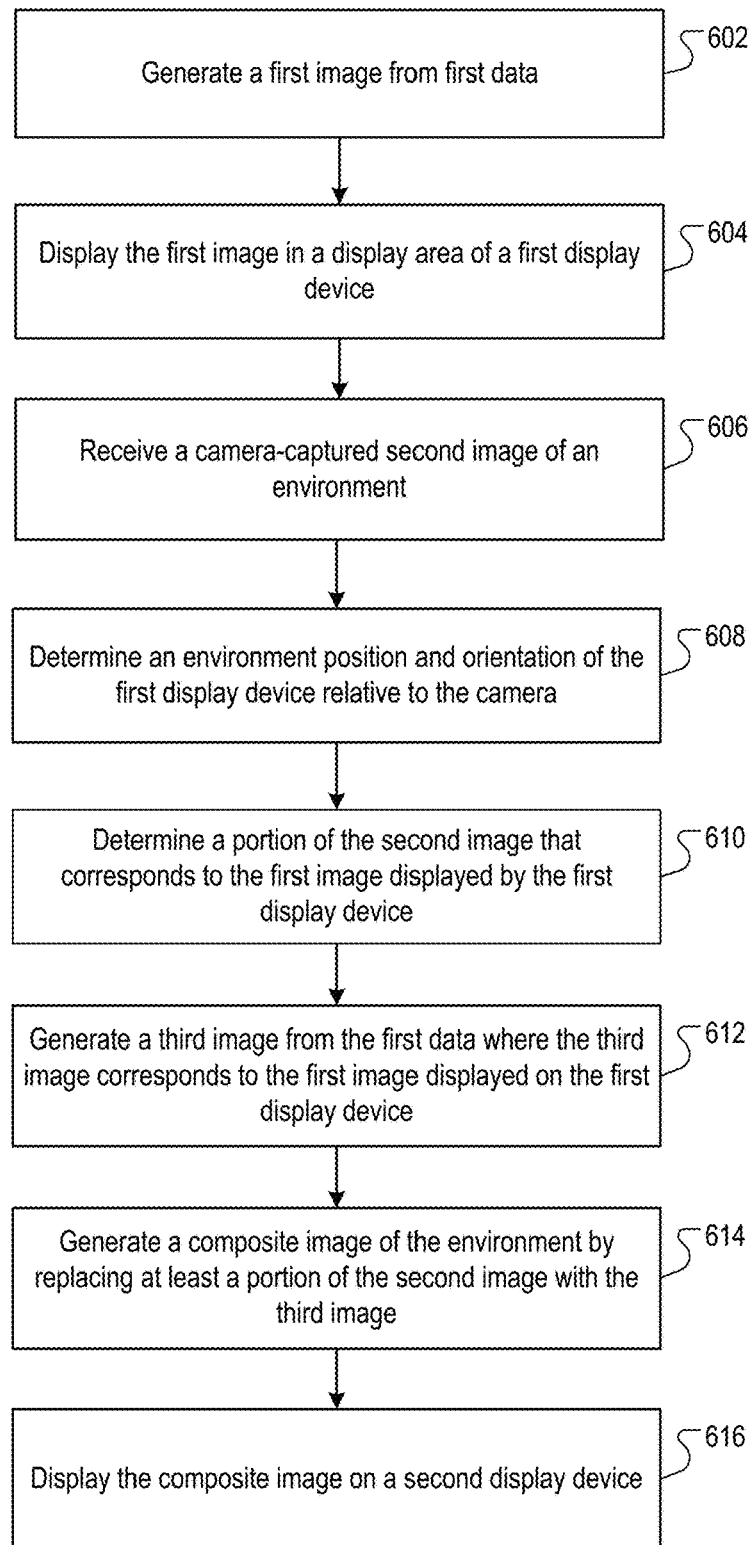 602
Generate a first image from first data
604
Display the first image in a display area of a first display
device
606
Receive a camera-captured second image of an
environment
608
Determine an environment position and orientation of the
first display device relative to the camera
610
Determine a portion of the second image that
corresponds to the first image displayed by the first
display device
612
Generate a third image from the first data where the third
image corresponds to the first image displayed on the first
display device
614
Generate a composite image of the environment by
replacing at least a portion of the second image with the
third image
616
Display the composite image on a second display device